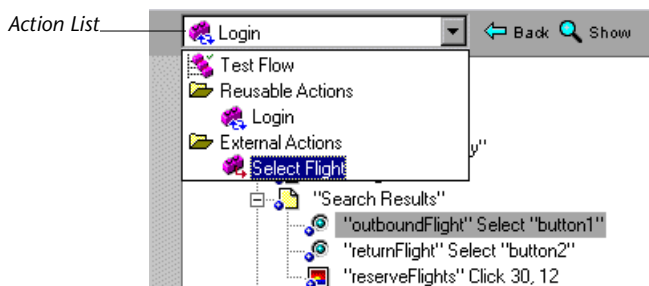 Action List
Login
Back Show
Test Flow
Reusable Actions
Login
External Actions
y"
Select Flight
"Search Results"
"outboundFlight" Select "button1"
"returnFlight" Select "button2"
"reserveFlights" Click 30, 12